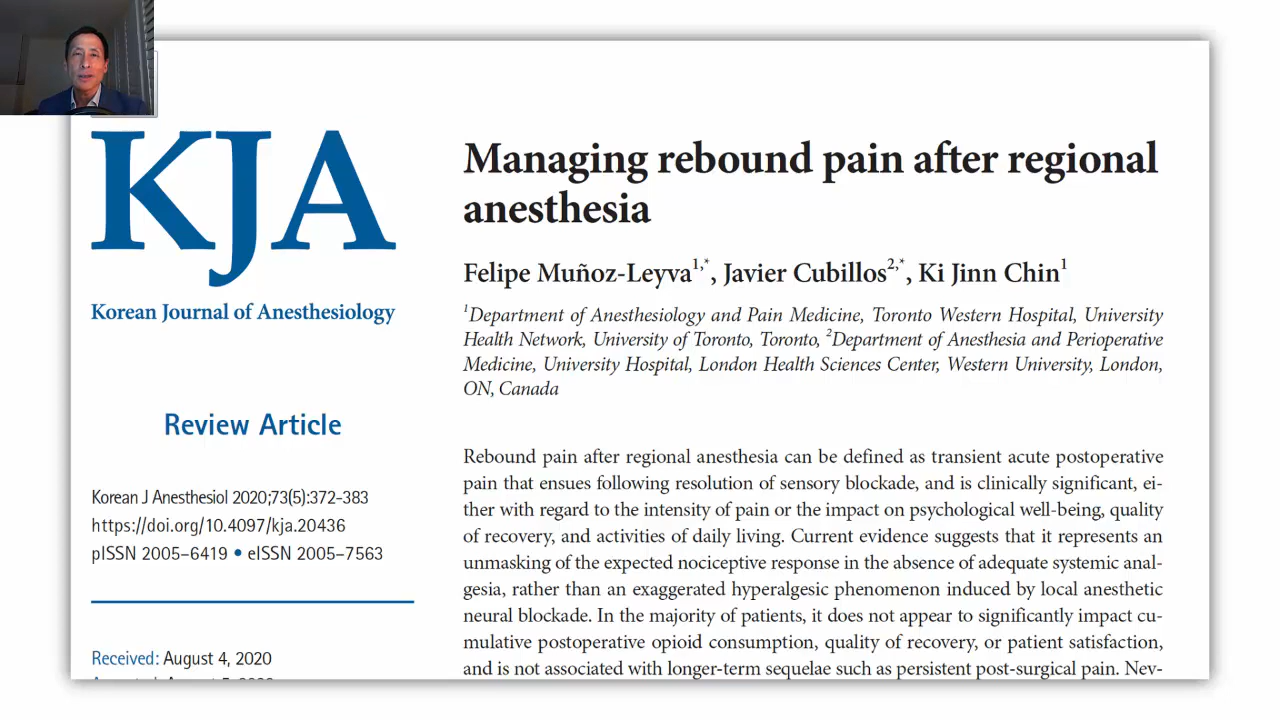 KJA
Korean Journal of Anesthesiology
Review Article
Korean J Anesthesiol 2020;73(5):372-383
https://doi.org/10.4097/kja.20436
pISSN 2005–6419 • eISSN 2005–7563
Received: August 4, 2020
Managing rebound pain after regional
anesthesia
Felipe Muñoz-Leyva1,*, Javier Cubillos2,*, Ki Jinn Chin1
1Department of Anesthesiology and Pain Medicine, Toronto Western Hospital, University
Health Network, University of Toronto, Toronto, 2Department of Anesthesia and Perioperative
Medicine, University Hospital, London Health Sciences Center, Western University, London,
ON, Canada
Rebound pain after regional anesthesia can be defined as transient acute postoperative
pain that ensues following resolution of sensory blockade, and is clinically significant, ei-
ther with regard to the intensity of pain or the impact on psychological well-being, quality
of recovery, and activities of daily living. Current evidence suggests that it represents an
unmasking of the expected nociceptive response in the absence of adequate systemic anal-
gesia, rather than an exaggerated hyperalgesic phenomenon induced by local anesthetic
neural blockade. In the majority of patients, it does not appear to significantly impact cu-
mulative postoperative opioid consumption, quality of recovery, or patient satisfaction,
and is not associated with longer-term sequelae such as persistent post-surgical pain. Nev-